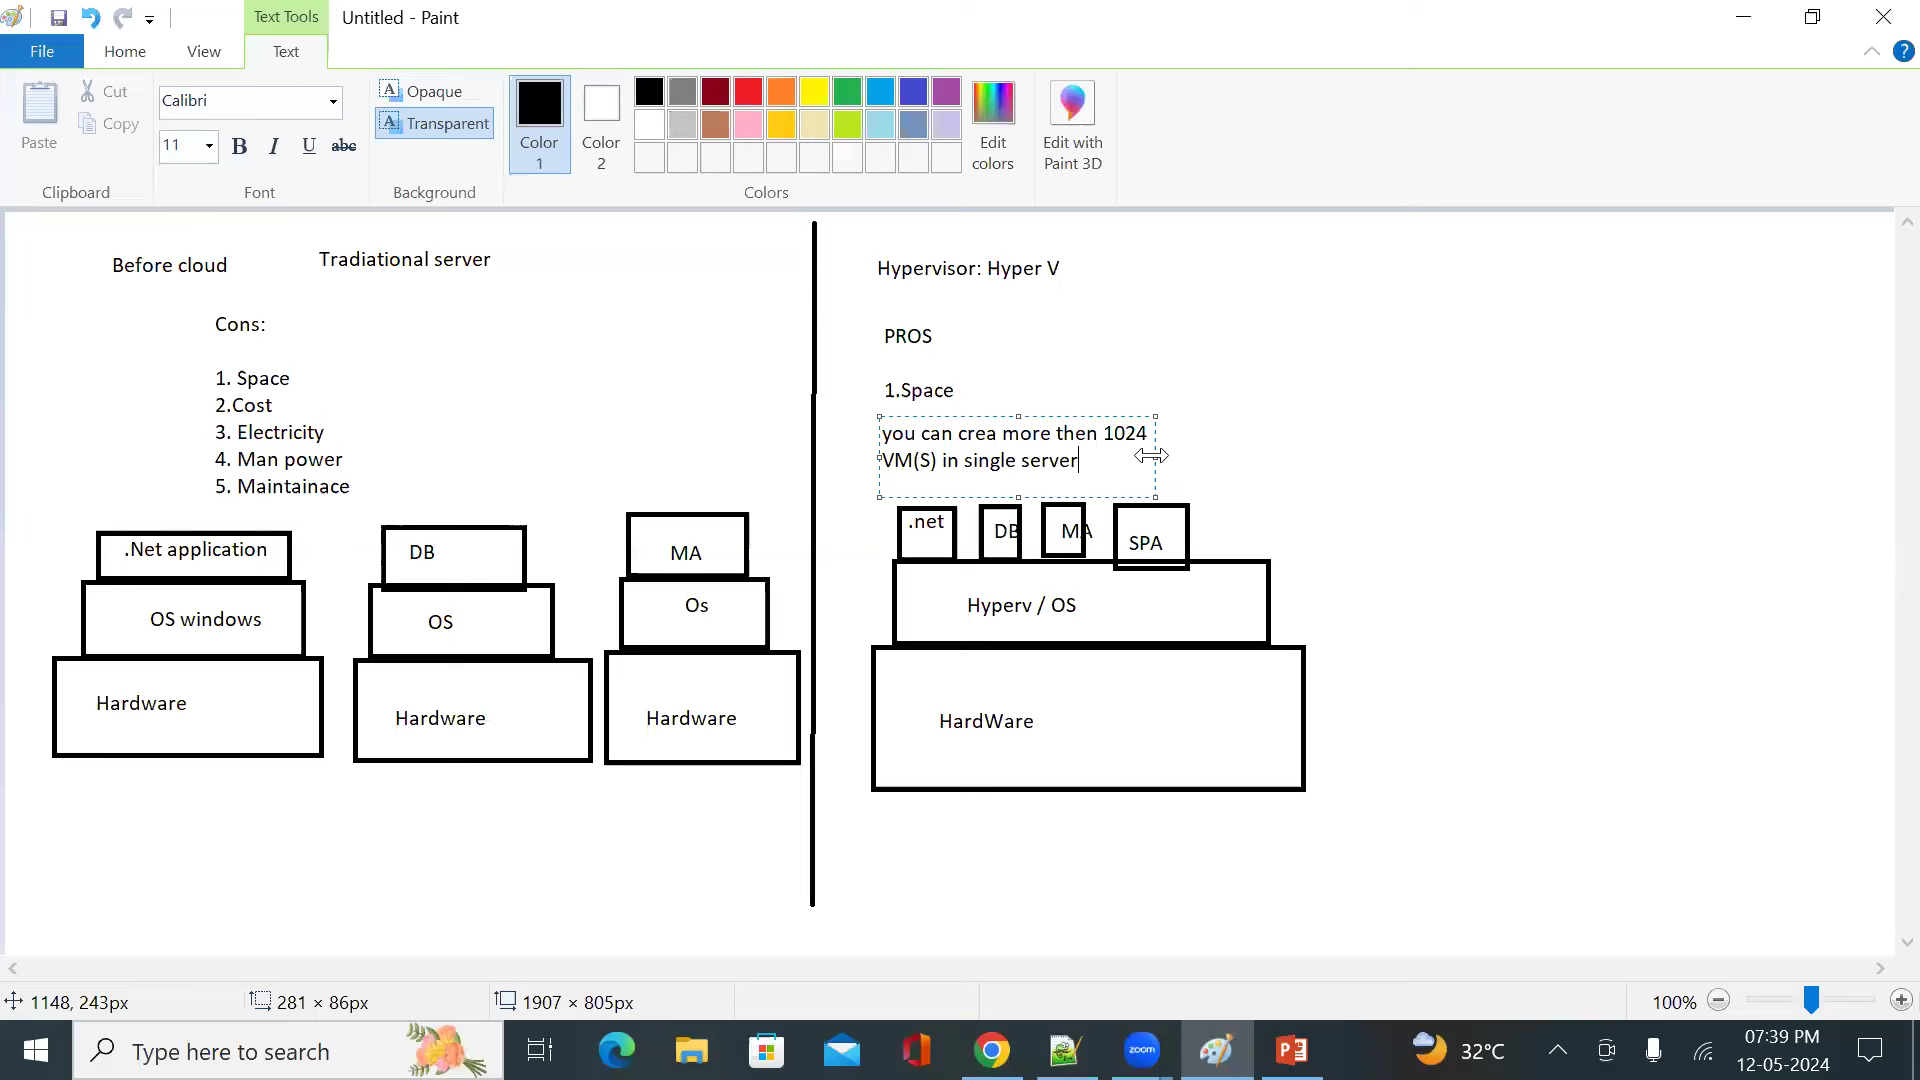 Text Tools
Untitled - Paint
File
Home
View
Text
Paste
Cut
Copy
Clipboard
Calibri
11
B I U abc
Font
Opaque
Transparent
Background
Color 1
Color 2
Edit colors
Colors
Edit with Paint 3D
Before cloud
Tradiational server
Cons:
1. Space
2.Cost
3. Electricity
4. Man power
5. Maintainace
.Net application
OS windows
Hardware
DB
OS
Hardware
MA
Os
Hardware
Hypervisor: Hyper V
PROS
1.Space
you can crea more then 1024
VM(S) in single server
.net
DB
MA
SPA
Hyperv / OS
HardWare
1148, 243px
281 × 86px
1907 × 805px
100%
Type here to search
zoom
32°C
07:39 PM
12-05-2024